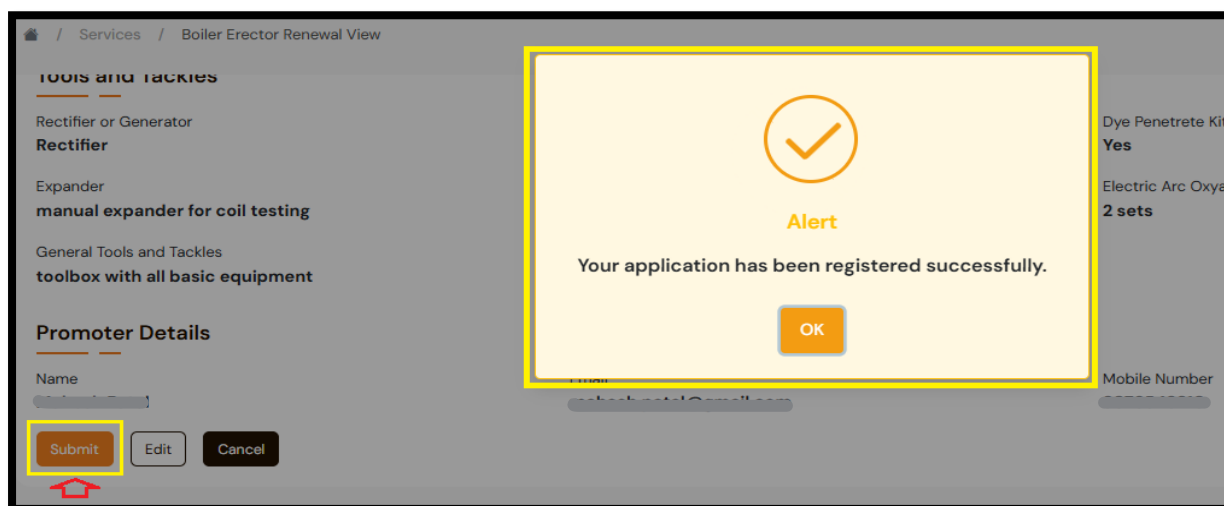 / Services / Boiler Erector Renewal View
Tools and Tackles
Rectifier or Generator
Rectifier
Dye Penetrete Kit
Yes
Expander
manual expander for coil testing
Electric Arc Oxya
2 sets
General Tools and Tackles
toolbox with all basic equipment
Alert
Your application has been registered successfully.
OK
Promoter Details
Name
Email
Mobile Number
Submit
Edit
Cancel